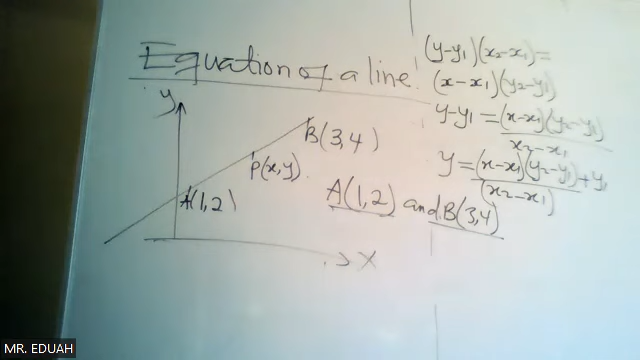 Equation of a line!
y
B(3,4)
P(x,y)
A(1,2)
x
A(1,2) and B(3,4)
(y-y₁)(x₂-x₁)=
(x-x₁)(y₂-y₁)
y-y₁ = (x-x₁)(y₂-y₁)
x₂-x₁
y = (x-x₁)(y₂-y₁) + y₁
(x₂-x₁)
MR. EDUAH